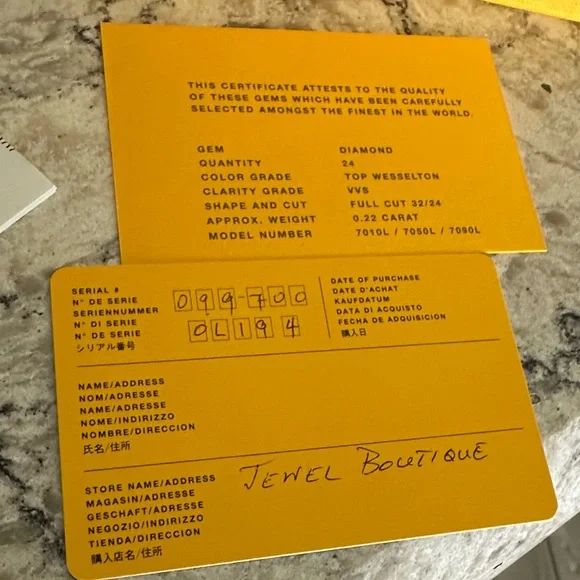 THIS CERTIFICATE ATTESTS TO THE QUALITY
OF THESE GEMS WHICH HAVE BEEN CAREFULLY
SELECTED AMONGST THE FINEST IN THE WORLD.
GEM DIAMOND
QUANTITY 24
COLOR GRADE TOP WESSELTON
CLARITY GRADE VVS
SHAPE AND CUT FULL CUT 32/24
APPROX. WEIGHT 0.22 CARAT
MODEL NUMBER 7010L / 7050L / 7090L
SERIAL #
N° DE SERIE
SERIENNUMMER
N° DI SERIE
N° DE SERIE
シリアル番号
099-700
0L194
DATE OF PURCHASE
DATE D'ACHAT
KAUFDATUM
DATA DI ACQUISTO
FECHA DE ADQUISICION
購入日
NAME/ADDRESS
NOM/ADRESSE
NAME/ADRESSE
NOME/INDIRIZZO
NOMBRE/DIRECCION
氏名/住所
STORE NAME/ADDRESS
MAGASIN/ADRESSE
GESCHAFT/ADRESSE
NEGOZIO/INDIRIZZO
TIENDA/DIRECCION
購入店名/住所
JEWEL BOUTIQUE